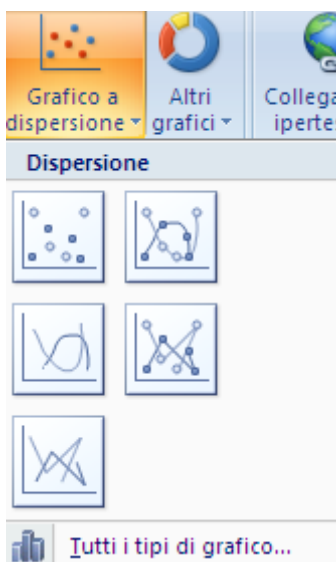 Grafico a
dispersione
Altri
grafici
Dispersione
Tutti i tipi di grafico...